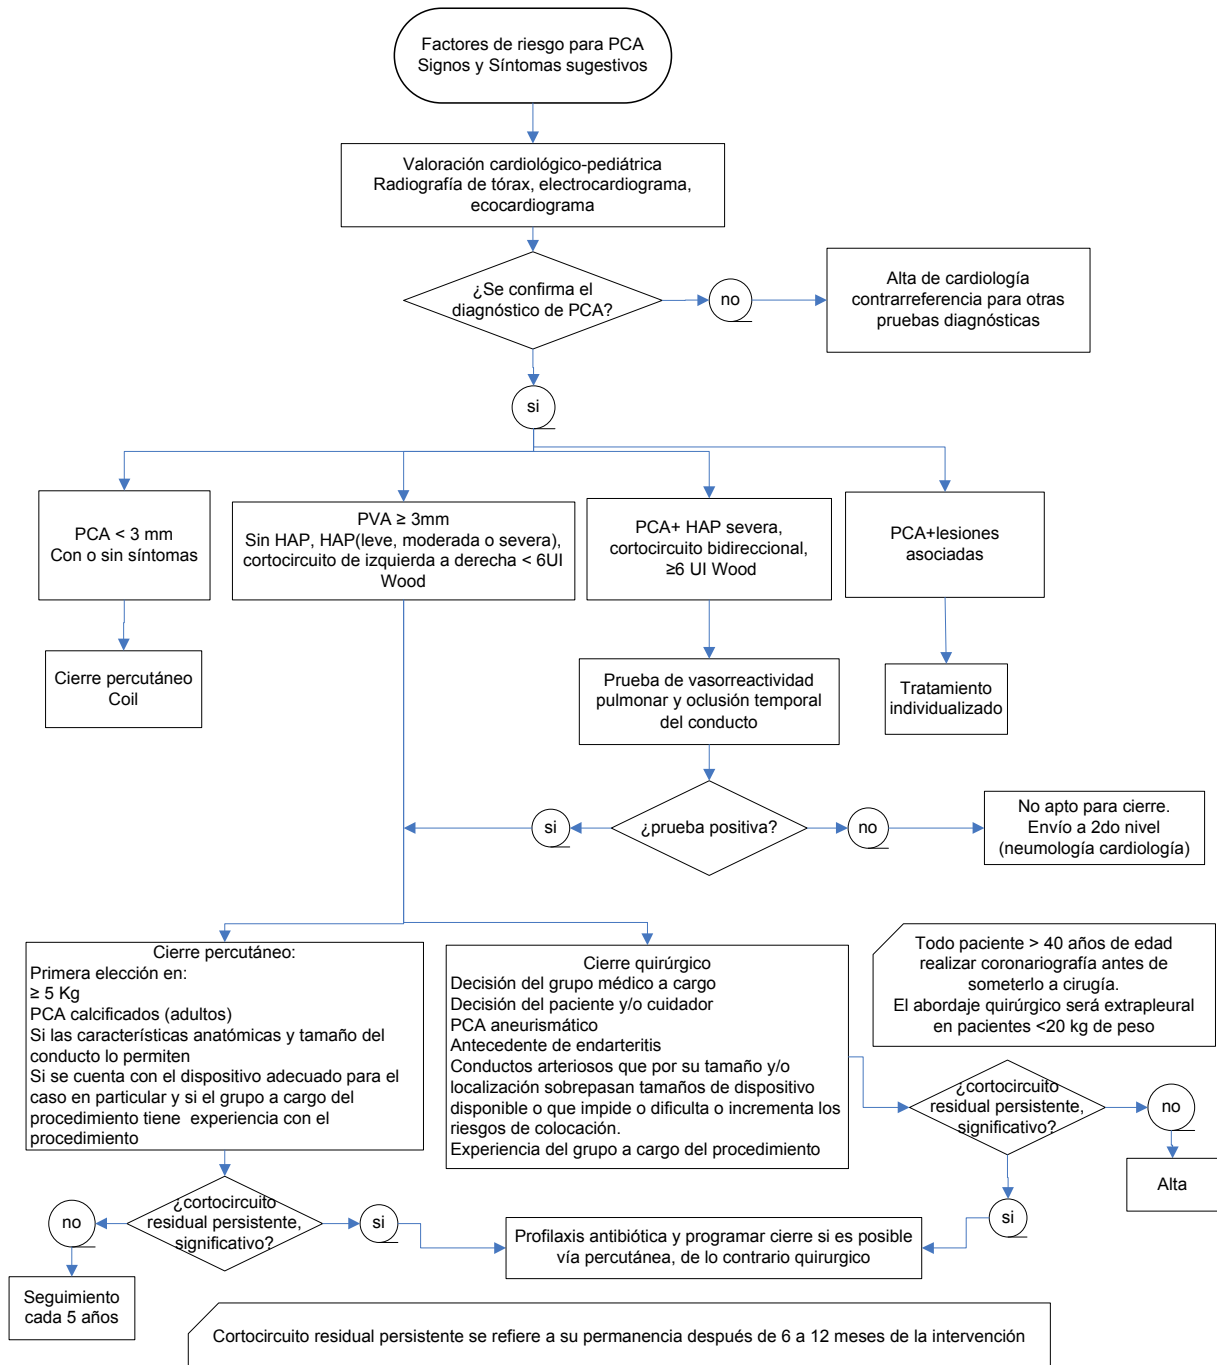 Factores de riesgo para PCA
Signos y Síntomas sugestivos
Valoración cardiológico-pediátrica
Radiografía de tórax, electrocardiograma,
ecocardiograma
¿Se confirma el
diagnóstico de PCA?
no
Alta de cardiología
contrarreferencia para otras
pruebas diagnósticas
si
PCA < 3 mm
Con o sin síntomas
PVA ≥ 3mm
Sin HAP, HAP(leve, moderada o severa),
cortocircuito de izquierda a derecha < 6UI
Wood
PCA+ HAP severa,
cortocircuito bidireccional,
≥6 UI Wood
PCA+lesiones
asociadas
Cierre percutáneo
Coil
Prueba de vasorreactividad
pulmonar y oclusión temporal
del conducto
Tratamiento
individualizado
¿prueba positiva?
si
no
No apto para cierre.
Envío a 2do nivel
(neumología cardiología)
Cierre percutáneo:
Primera elección en:
≥ 5 Kg
PCA calcificados (adultos)
Si las características anatómicas y tamaño del
conducto lo permiten
Si se cuenta con el dispositivo adecuado para el
caso en particular y si el grupo a cargo del
procedimiento tiene experiencia con el
procedimiento
Cierre quirúrgico
Decisión del grupo médico a cargo
Decisión del paciente y/o cuidador
PCA aneurismático
Antecedente de endarteritis
Conductos arteriosos que por su tamaño y/o
localización sobrepasan tamaños de dispositivo
disponible o que impide o dificulta o incrementa los
riesgos de colocación.
Experiencia del grupo a cargo del procedimiento
Todo paciente > 40 años de edad
realizar coronariografía antes de
someterlo a cirugía.
El abordaje quirúrgico será extrapleural
en pacientes <20 kg de peso
¿cortocircuito
residual persistente,
significativo?
no
Alta
si
¿cortocircuito
residual persistente,
significativo?
no
si
Profilaxis antibiótica y programar cierre si es posible
vía percutánea, de lo contrario quirurgico
Seguimiento
cada 5 años
Cortocircuito residual persistente se refiere a su permanencia después de 6 a 12 meses de la intervención